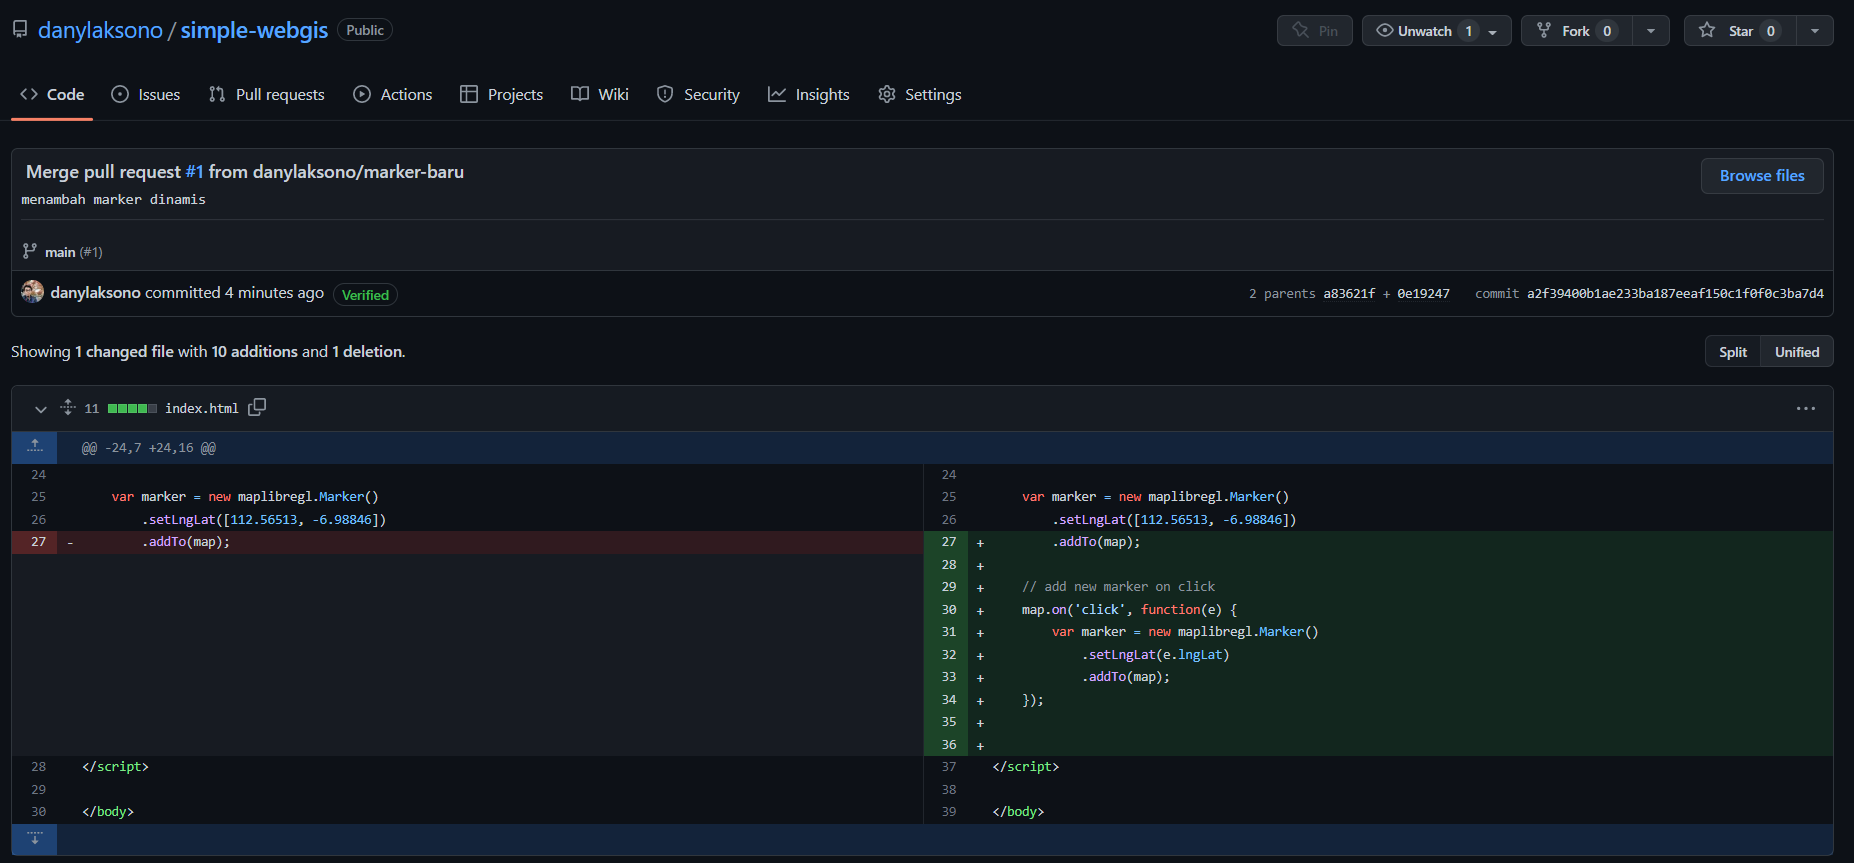 danylaksono / simple-webgis Public
Pin Unwatch 1 Fork 0 Star 0
Code Issues Pull requests Actions Projects Wiki Security Insights Settings
Merge pull request #1 from danylaksono/marker-baru
Browse files
menambah marker dinamis
main (#1)
danylaksono committed 4 minutes ago Verified 2 parents a83621f + 0e19247 commit a2f39400b1ae233ba187eeaf150c1f0f0c3ba7d4
Showing 1 changed file with 10 additions and 1 deletion.
Split Unified
11 index.html
@@ -24,7 +24,16 @@
24
25 var marker = new maplibregl.Marker()
26 .setLngLat([112.56513, -6.98846])
27 - .addTo(map);
28 </script>
29
30 </body>
24
25 var marker = new maplibregl.Marker()
26 .setLngLat([112.56513, -6.98846])
27 + .addTo(map);
28 +
29 + // add new marker on click
30 + map.on('click', function(e) {
31 + var marker = new maplibregl.Marker()
32 + .setLngLat(e.lngLat)
33 + .addTo(map);
34 + });
35 +
36 +
37 </script>
38
39 </body>